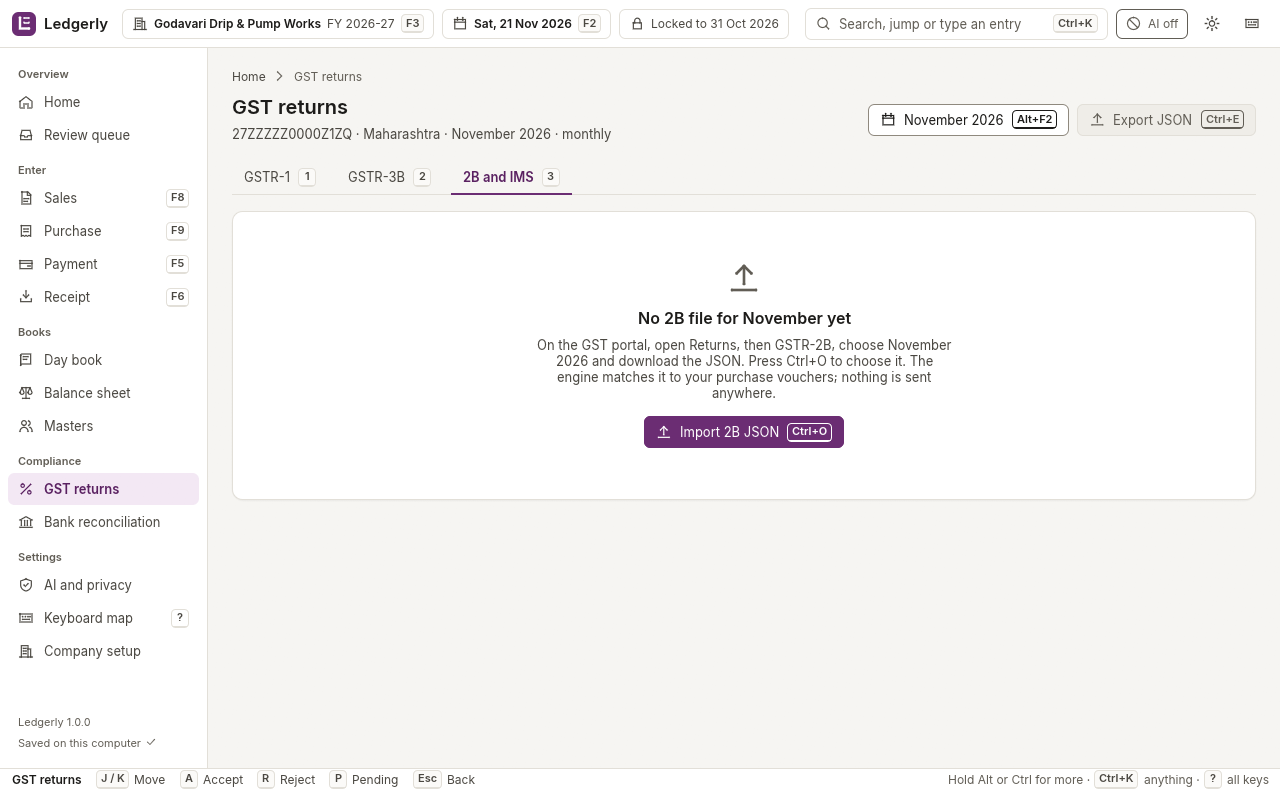 Ledgerly
Godavari Drip & Pump Works FY 2026-27 F3
Sat, 21 Nov 2026 F2
Locked to 31 Oct 2026
Search, jump or type an entry Ctrl+K
AI off
Overview
Home
Review queue
Enter
Sales F8
Purchase F9
Payment F5
Receipt F6
Books
Day book
Balance sheet
Masters
Compliance
GST returns
Bank reconciliation
Settings
AI and privacy
Keyboard map ?
Company setup
Ledgerly 1.0.0
Saved on this computer
Home GST returns
GST returns
27ZZZZZ0000Z1ZQ · Maharashtra · November 2026 · monthly
November 2026 Alt+F2
Export JSON Ctrl+E
GSTR-1 1
GSTR-3B 2
2B and IMS 3
No 2B file for November yet
On the GST portal, open Returns, then GSTR-2B, choose November
2026 and download the JSON. Press Ctrl+O to choose it. The
engine matches it to your purchase vouchers; nothing is sent
anywhere.
Import 2B JSON Ctrl+O
GST returns J / K Move A Accept R Reject P Pending Esc Back
Hold Alt or Ctrl for more · Ctrl+K anything · ? all keys